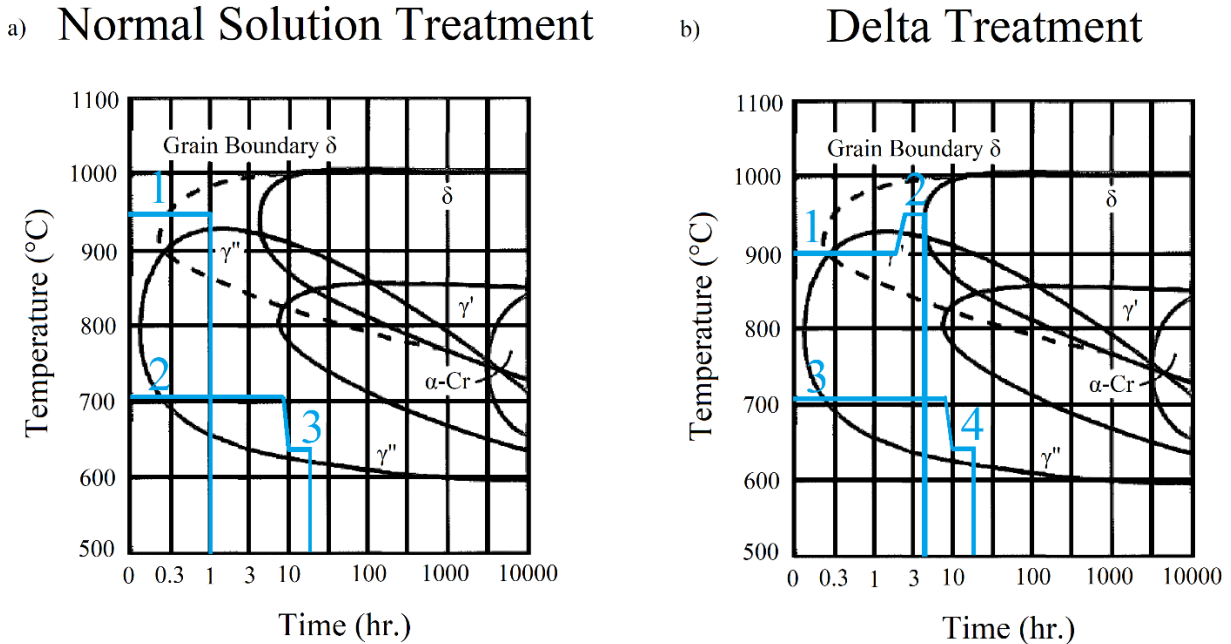 a) Normal Solution Treatment
1100
1000
900
800
700
600
500
Temperature (°C)
Grain Boundary δ
1
δ
γ"
γ'
α-Cr
2
3
γ"
0 0.3 1 3 10 100 1000 10000
Time (hr.)
b) Delta Treatment
1100
1000
900
800
700
600
500
Temperature (°C)
Grain Boundary δ
2
1
δ
γ'
α-Cr
3
4
γ"
0 0.3 1 3 10 100 1000 10000
Time (hr.)